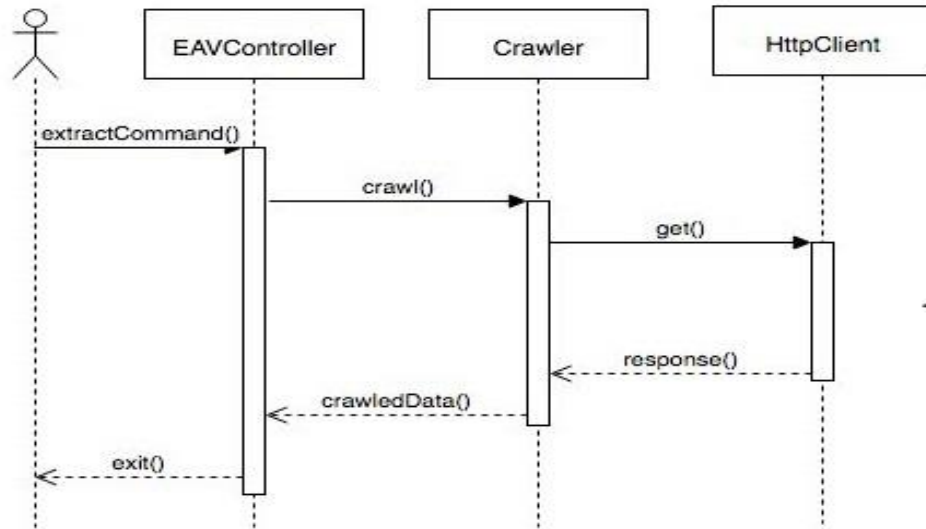 EAVController
Crawler
HttpClient
extractCommand()
crawl()
get()
response()
crawledData()
exit()